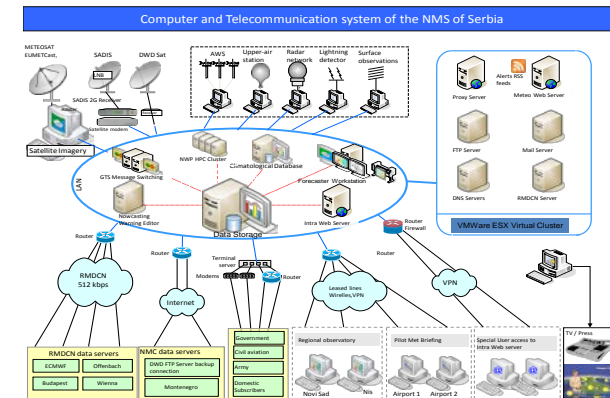 Computer and Telecommunication system of the NMS of Serbia
METEOSAT
EUMETCast,
SADIS
DWD Sat
LNB
SADIS 2G Receiver
Satellite modem
Satellite Imagery
AWS
Upper-air
station
Radar
network
Lightning
detector
Surface
observations
Alerts RSS
feeds
Proxy Server
Meteo Web Server
FTP Server
Mail Server
DNS Servers
RMDCN Server
VMWare ESX Virtual Cluster
LAN
NWP HPC Cluster
Climatological Database
GTS Message Switching
Forecaster Workstation
Nowcasting
Warning Editor
Data Storage
Intra Web Server
Router
Firewall
Router
Router
Router
Terminal
server
Modems
Router
RMDCN
512 kbps
Internet
Leased lines
Wirelles,VPN
VPN
TV / Press
RMDCN data servers
ECMWF
Offenbach
Budapest
Wienna
NMC data servers
DWD FTP Server backup
connection
Montenegro
Government
Civil aviation
Army
Domestic
Subscribers
Regional observatory
Novi Sad
Nis
Pilot Met Briefing
Airport 1
Airport 2
Special User access to
Intra Web server